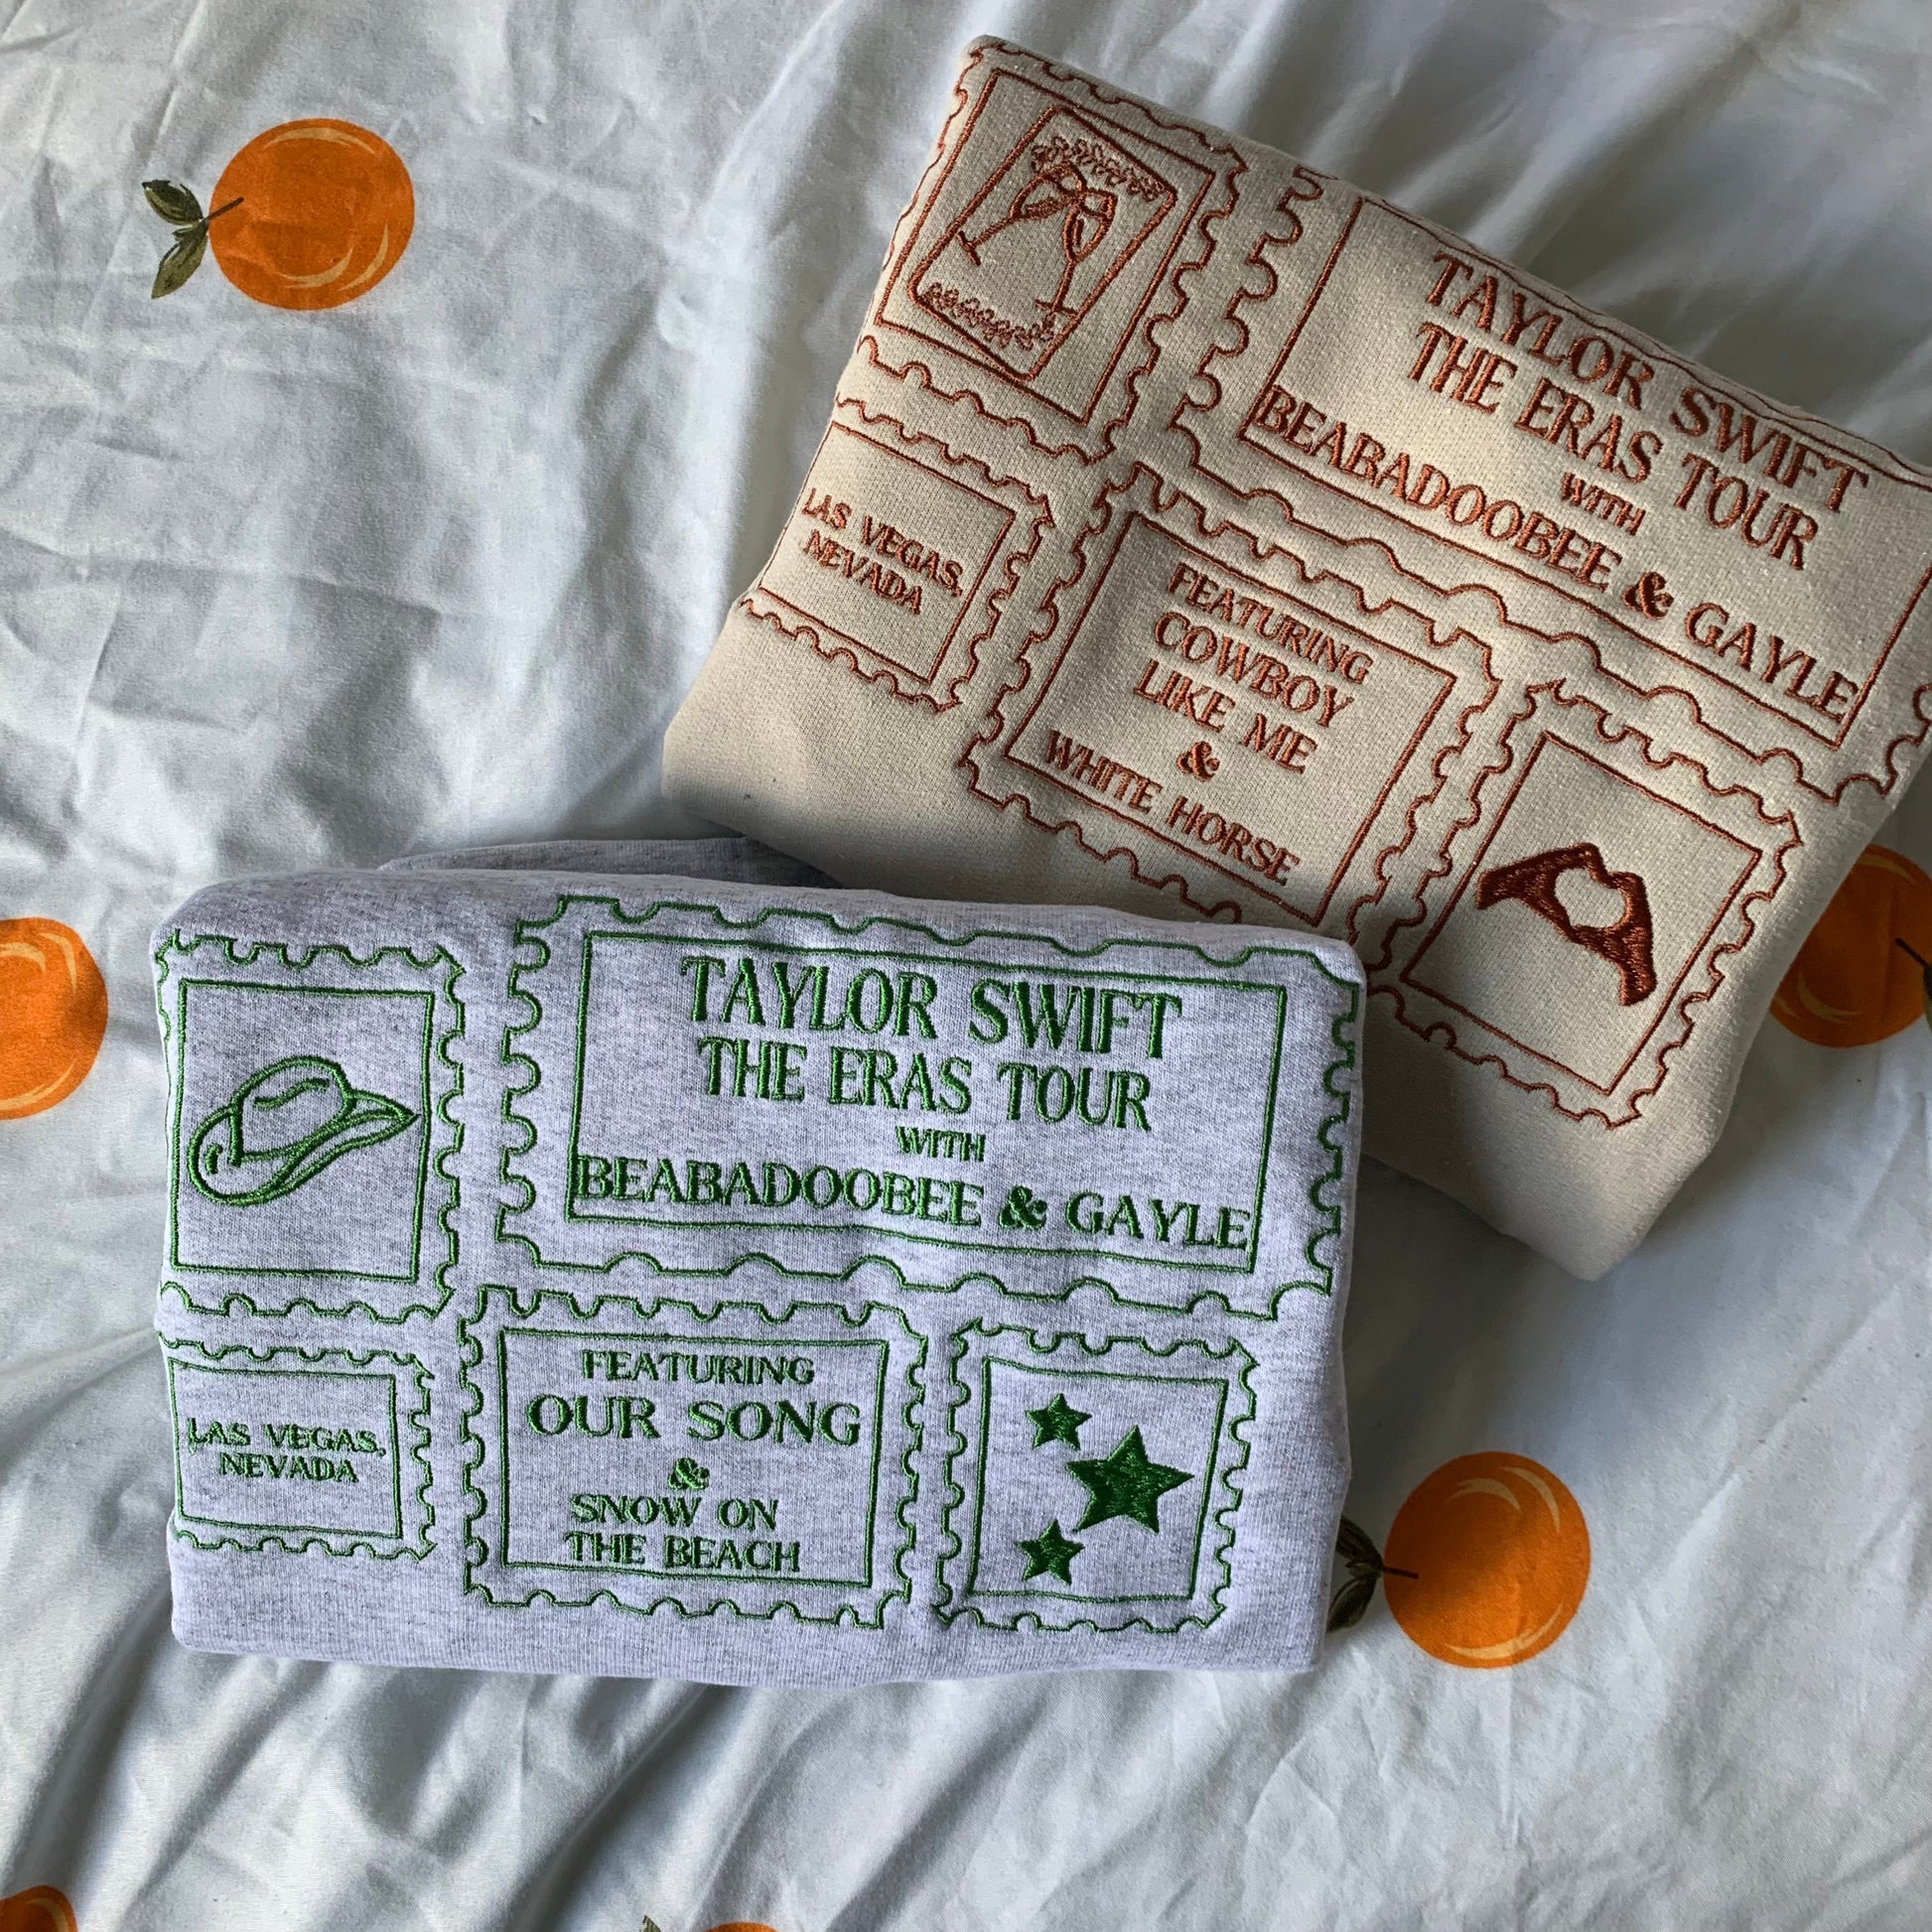 TAYLOR SWIFT
THE ERAS TOUR
WITH
BEABADOOBEE & GAYLE
LAS VEGAS,
NEVADA
FEATURING
COWBOY
LIKE ME
&
WHITE HORSE
TAYLOR SWIFT
THE ERAS TOUR
WITH
BEABADOOBEE & GAYLE
LAS VEGAS,
NEVADA
FEATURING
OUR SONG
&
SNOW ON
THE BEACH